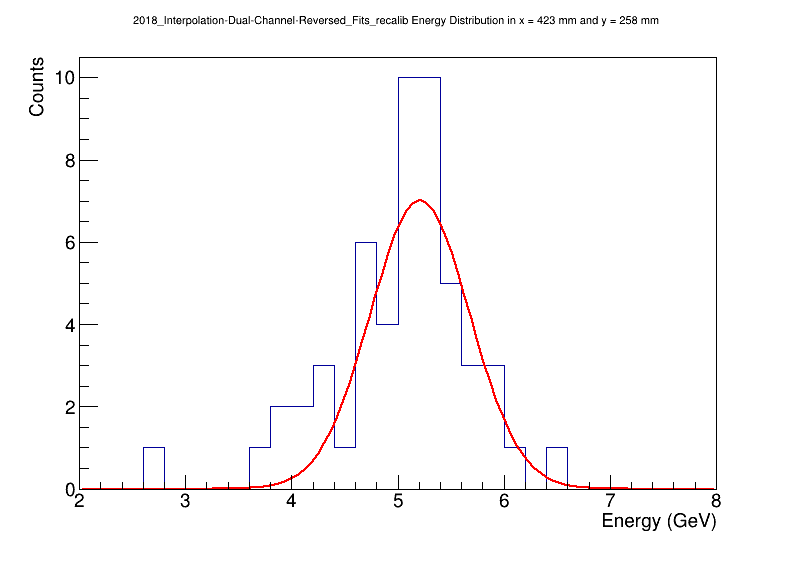 2018_Interpolation-Dual-Channel-Reversed_Fits_recalib Energy Distribution in x = 423 mm and y = 258 mm
Counts
10
8
6
4
2
0
2 3 4 5 6 7 8
Energy (GeV)